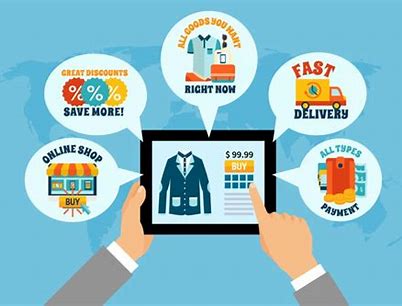 ALL GOODS YOU WANT
RIGHT NOW
GREAT DISCOUNTS
% % %
SAVE MORE!
FAST
DELIVERY
ONLINE SHOP
BUY
$ 99.99
BUY
ALL TYPES
PAYMENT